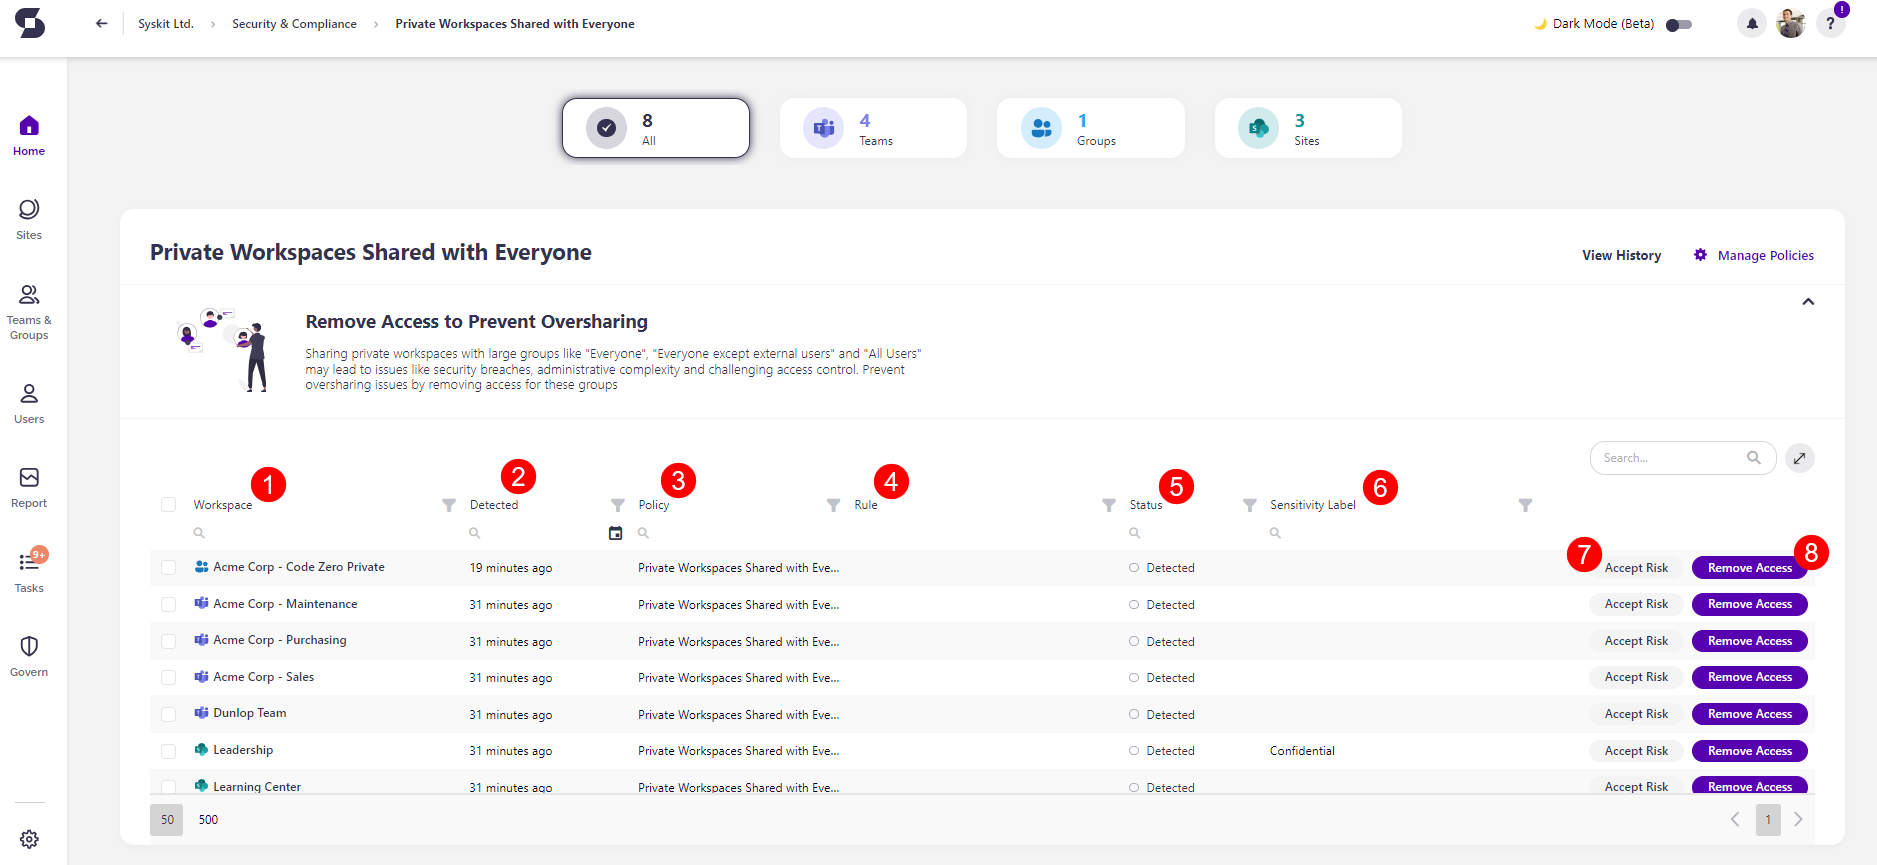 Syskit Ltd. › Security & Compliance › Private Workspaces Shared with Everyone
Dark Mode (Beta)
!
?
8
All
4
Teams
1
Groups
3
Sites
Home
Sites
Teams &
Groups
Users
Report
9+
Tasks
Govern
Private Workspaces Shared with Everyone
View History
Manage Policies
Remove Access to Prevent Oversharing
Sharing private workspaces with large groups like "Everyone", "Everyone except external users" and "All Users"
may lead to issues like security breaches, administrative complexity and challenging access control. Prevent
oversharing issues by removing access for these groups
Search...
1 2 3 4 5 6
Workspace Detected Policy Rule Status Sensitivity Label
7 8
Acme Corp - Code Zero Private 19 minutes ago Private Workspaces Shared with Eve... Detected Accept Risk Remove Access
Acme Corp - Maintenance 31 minutes ago Private Workspaces Shared with Eve... Detected Accept Risk Remove Access
Acme Corp - Purchasing 31 minutes ago Private Workspaces Shared with Eve... Detected Accept Risk Remove Access
Acme Corp - Sales 31 minutes ago Private Workspaces Shared with Eve... Detected Accept Risk Remove Access
Dunlop Team 31 minutes ago Private Workspaces Shared with Eve... Detected Accept Risk Remove Access
Leadership 31 minutes ago Private Workspaces Shared with Eve... Detected Confidential Accept Risk Remove Access
Learning Center 31 minutes ago Private Workspaces Shared with Eve... Detected Accept Risk Remove Access
50 500
1